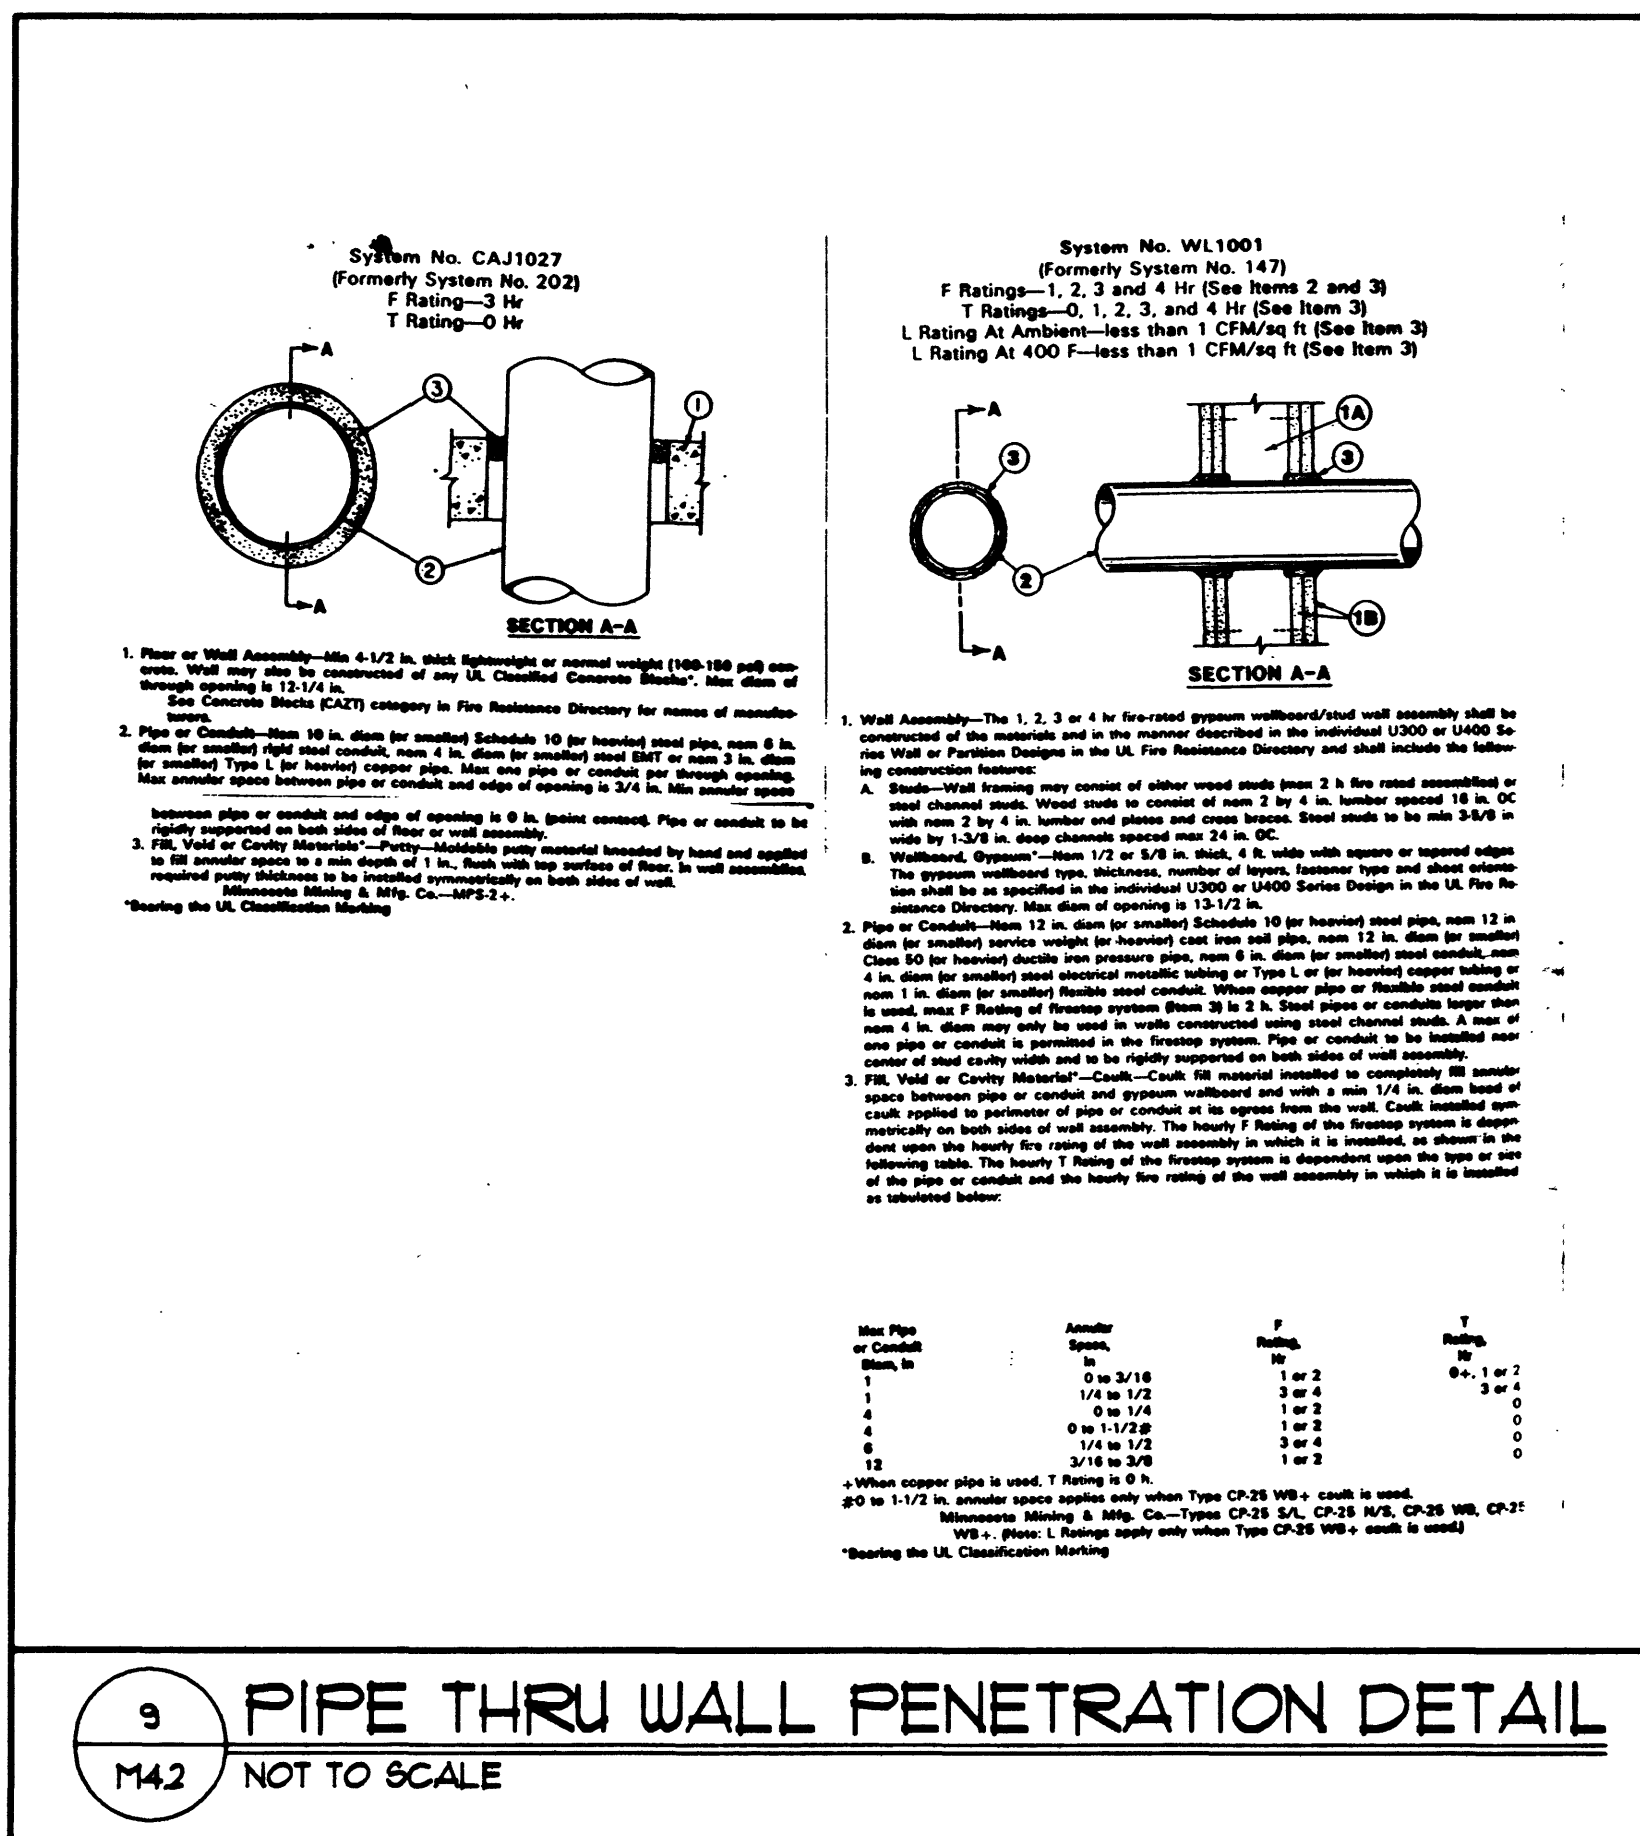 System No. CAJ1027
(Formerly System No. 202)
F Rating—3 Hr
T Rating—0 Hr
A
3
1
2
A
SECTION A-A
1. Floor or Wall Assembly—Min 4-1/2 in. thick lightweight or normal weight (100-150 pcf) con-
crete. Wall may also be constructed of any UL Classified Concrete Blocks*. Max diam of
through opening is 12-1/4 in.
See Concrete Blocks (CAZT) category in Fire Resistance Directory for names of manufac-
turers.
2. Pipe or Conduit—Nom 10 in. diam (or smaller) Schedule 10 (or heavier) steel pipe, nom 6 in.
diam (or smaller) rigid steel conduit, nom 4 in. diam (or smaller) steel EMT or nom 3 in. diam
(or smaller) Type L (or heavier) copper pipe. Max one pipe or conduit per through opening.
Max annular space between pipe or conduit and edge of opening is 3/4 in. Min annular space
between pipe or conduit and edge of opening is 0 in. (point contact). Pipe or conduit to be
rigidly supported on both sides of floor or wall assembly.
3. Fill, Void or Cavity Materials*—Putty—Moldable putty material kneaded by hand and applied
to fill annular space to a min depth of 1 in., flush with top surface of floor. In wall assemblies,
required putty thickness to be installed symmetrically on both sides of wall.
Minnesota Mining & Mfg. Co.—MPS-2+.
*Bearing the UL Classification Marking
System No. WL1001
(Formerly System No. 147)
F Ratings—1, 2, 3 and 4 Hr (See Items 2 and 3)
T Ratings—0, 1, 2, 3, and 4 Hr (See Item 3)
L Rating At Ambient—less than 1 CFM/sq ft (See Item 3)
L Rating At 400 F—less than 1 CFM/sq ft (See Item 3)
A
1A
3
3
2
1B
A
SECTION A-A
1. Wall Assembly—The 1, 2, 3 or 4 hr fire-rated gypsum wallboard/stud wall assembly shall be
constructed of the materials and in the manner described in the individual U300 or U400 Se-
ries Wall or Partition Designs in the UL Fire Resistance Directory and shall include the follow-
ing construction features:
A. Studs—Wall framing may consist of either wood studs (max 2 h fire rated assemblies) or
steel channel studs. Wood studs to consist of nom 2 by 4 in. lumber spaced 16 in. OC
with nom 2 by 4 in. lumber end plates and cross braces. Steel studs to be min 3-5/8 in
wide by 1-3/8 in. deep channels spaced max 24 in. OC.
B. Wallboard, Gypsum*—Nom 1/2 or 5/8 in. thick, 4 ft. wide with square or tapered edges
The gypsum wallboard type, thickness, number of layers, fastener type and sheet orienta-
tion shall be as specified in the individual U300 or U400 Series Design in the UL Fire Re-
sistance Directory. Max diam of opening is 13-1/2 in.
2. Pipe or Conduit—Nom 12 in. diam (or smaller) Schedule 10 (or heavier) steel pipe, nom 12 in
diam (or smaller) service weight (or heavier) cast iron soil pipe, nom 12 in. diam (or smaller)
Class 50 (or heavier) ductile iron pressure pipe, nom 6 in. diam (or smaller) steel conduit, nom
4 in. diam (or smaller) steel electrical metallic tubing or Type L or (or heavier) copper tubing or
nom 1 in. diam (or smaller) flexible steel conduit. When copper pipe or flexible steel conduit
is used, max F Rating of firestop system (Item 3) is 2 h. Steel pipes or conduits larger than
nom 4 in. diam may only be used in walls constructed using steel channel studs. A max of
one pipe or conduit is permitted in the firestop system. Pipe or conduit to be installed near
center of stud cavity width and to be rigidly supported on both sides of wall assembly.
3. Fill, Void or Cavity Material*—Caulk—Caulk fill material installed to completely fill annular
space between pipe or conduit and gypsum wallboard and with a min 1/4 in. diam bead of
caulk applied to perimeter of pipe or conduit at its egress from the wall. Caulk installed sym-
metrically on both sides of wall assembly. The hourly F Rating of the firestop system is depen-
dent upon the hourly fire rating of the wall assembly in which it is installed, as shown in the
following table. The hourly T Rating of the firestop system is dependent upon the type or size
of the pipe or conduit and the hourly fire rating of the wall assembly in which it is installed
as tabulated below:
Max Pipe or Conduit Diam, In | Annular Space, In | F Rating, Hr | T Rating, Hr
1 0 to 3/16 1 or 2 0+, 1 or 2
1 1/4 to 1/2 3 or 4 3 or 4
4 0 to 1/4 1 or 2 0
4 0 to 1-1/2# 1 or 2 0
6 1/4 to 1/2 3 or 4 0
12 3/16 to 3/8 1 or 2 0
+When copper pipe is used, T Rating is 0 h.
#0 to 1-1/2 in. annular space applies only when Type CP-25 WB+ caulk is used.
Minnesota Mining & Mfg. Co.—Types CP-25 S/L, CP-25 N/S, CP-25 WB, CP-25
WB+. (Note: L Ratings apply only when Type CP-25 WB+ caulk is used.)
*Bearing the UL Classification Marking
9
M4.2
PIPE THRU WALL PENETRATION DETAIL
NOT TO SCALE